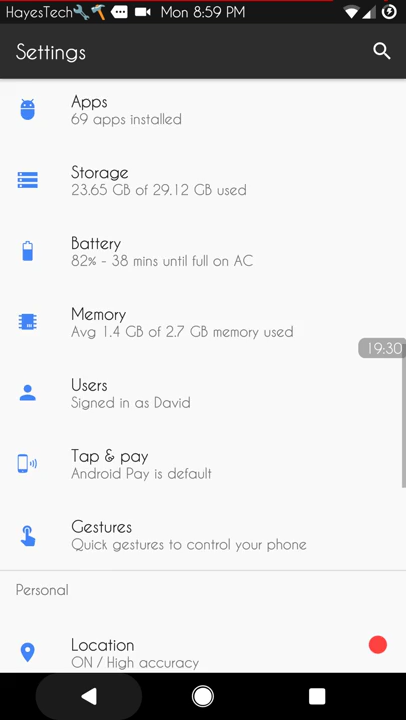 HayesTech🔧🔨 Mon 8:59 PM
Settings
Apps
69 apps installed
Storage
23.65 GB of 29.12 GB used
Battery
82% - 38 mins until full on AC
Memory
Avg 1.4 GB of 2.7 GB memory used
19:30
Users
Signed in as David
Tap & pay
Android Pay is default
Gestures
Quick gestures to control your phone
Personal
Location
ON / High accuracy